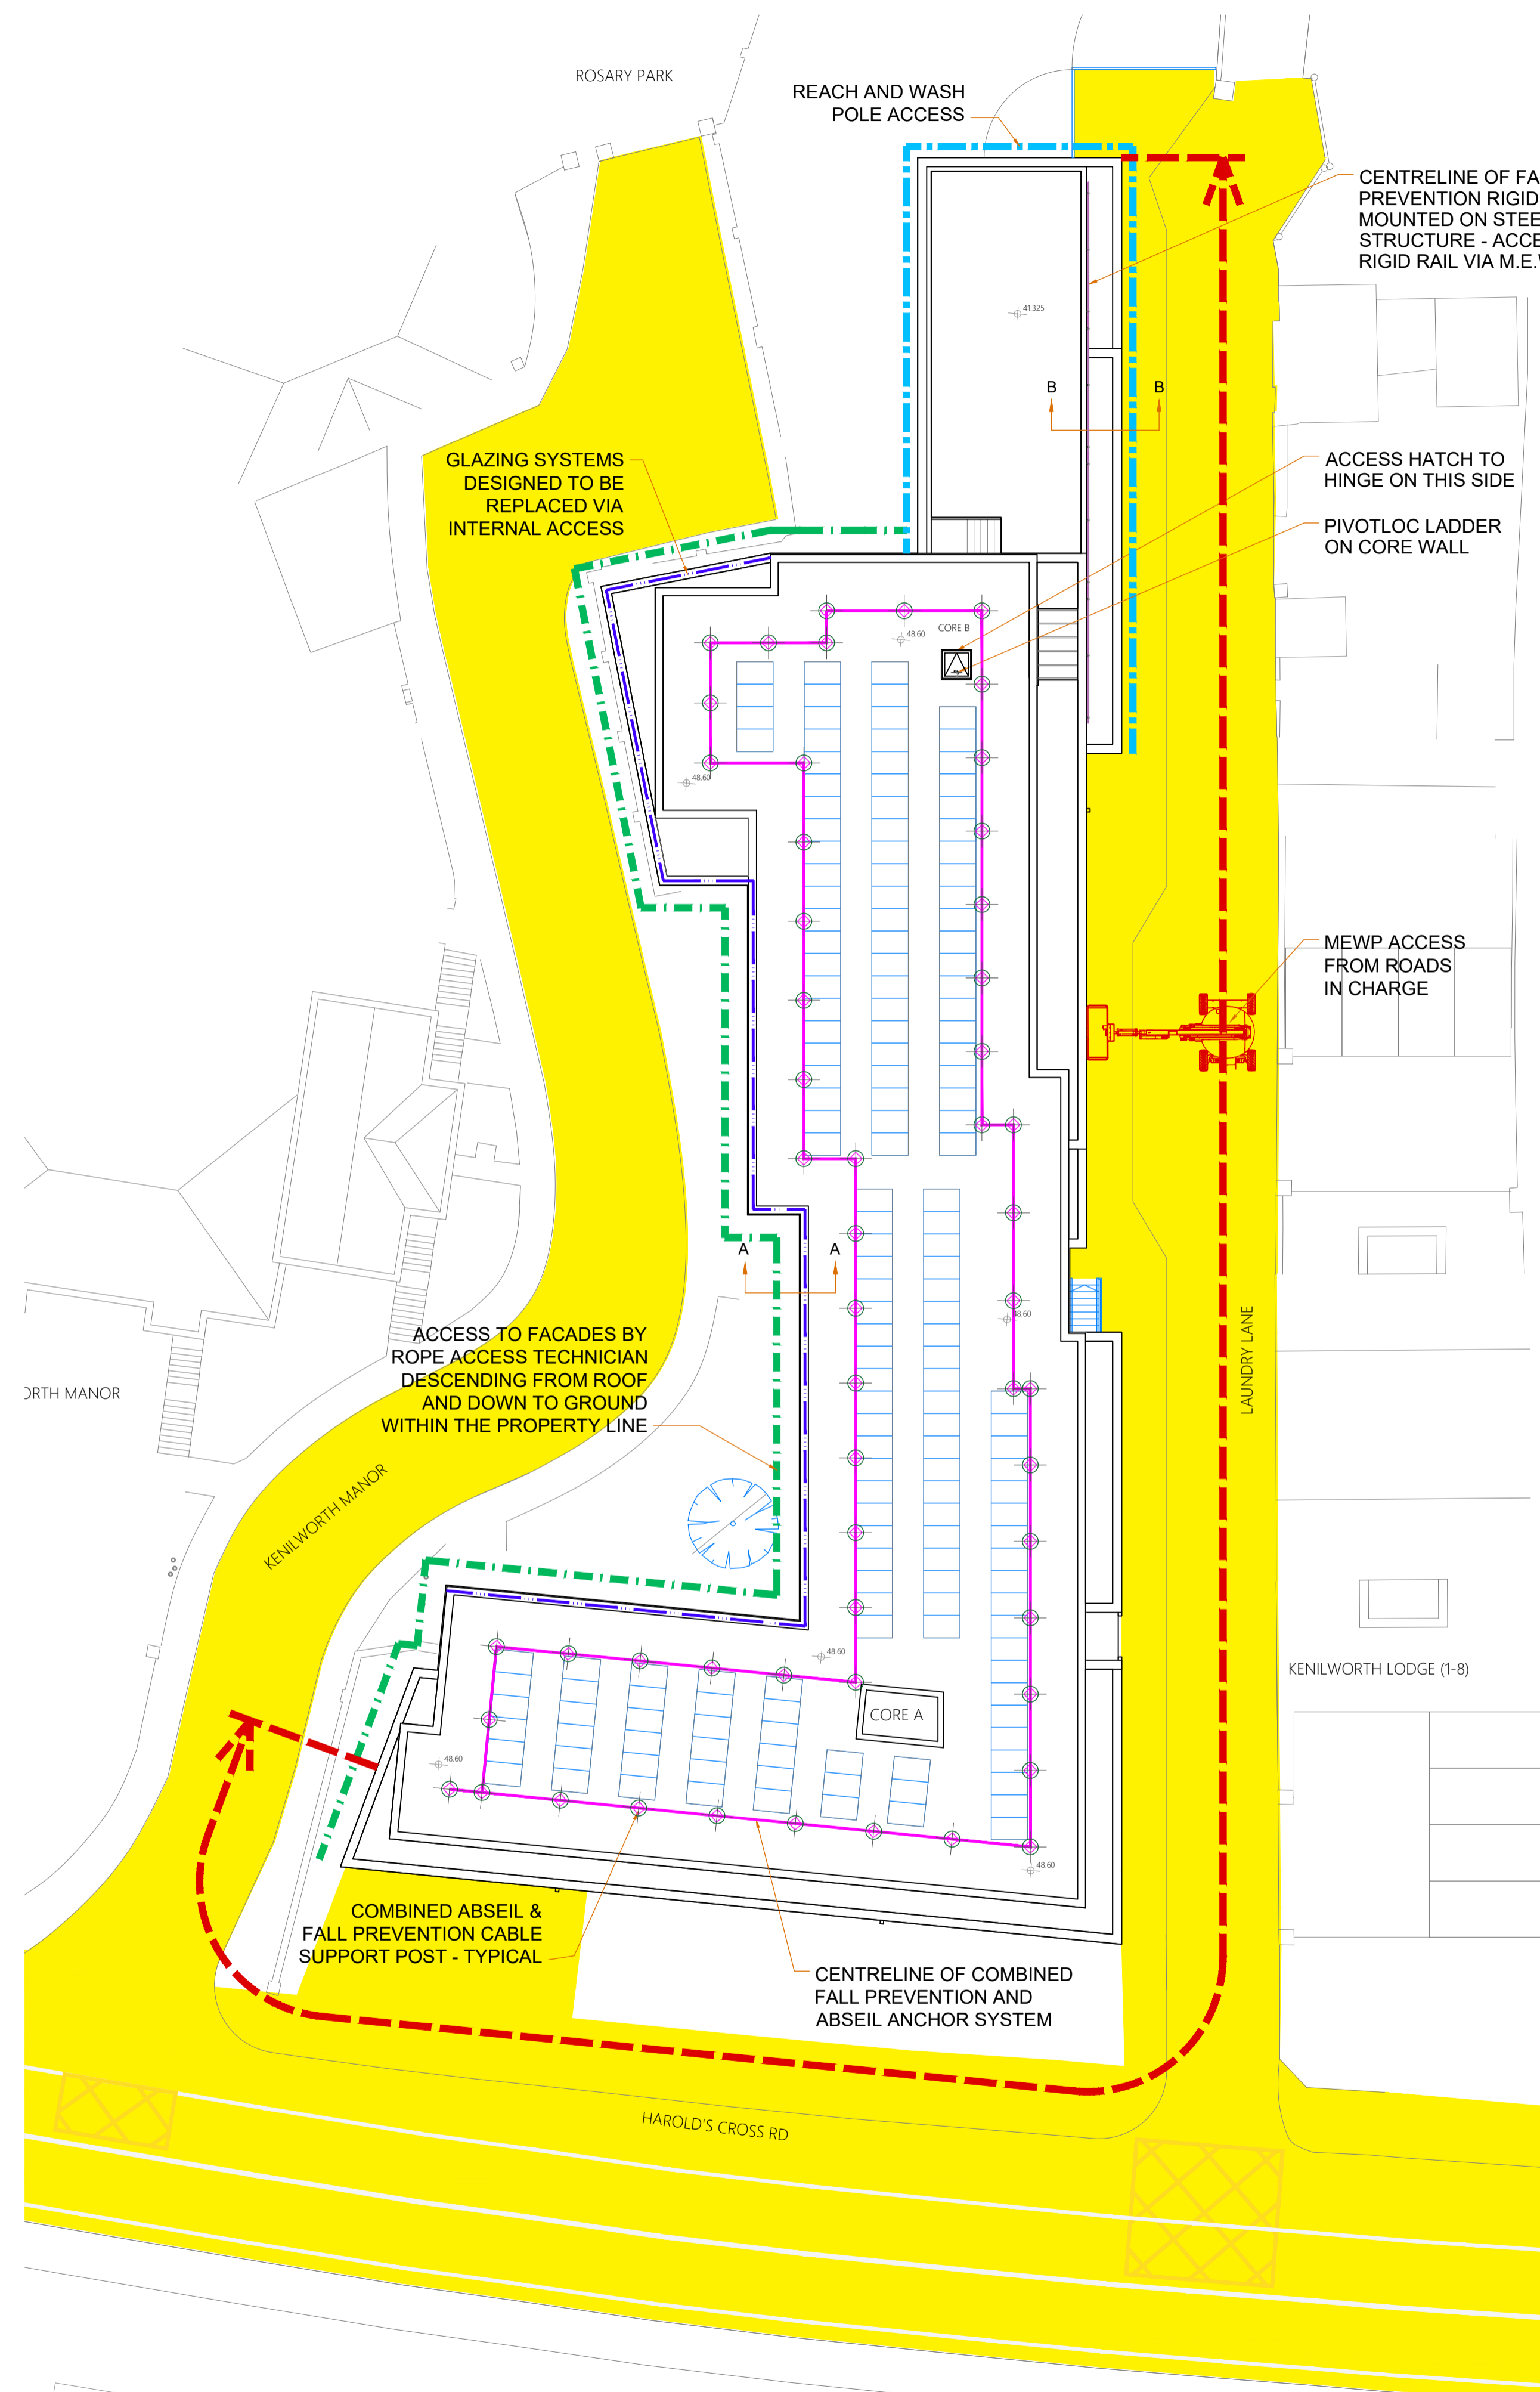 ROSARY PARK
REACH AND WASH
POLE ACCESS
CENTRELINE OF FA
PREVENTION RIGID
MOUNTED ON STEE
STRUCTURE - ACCE
RIGID RAIL VIA M.E.
41.325
B
B
GLAZING SYSTEMS
DESIGNED TO BE
REPLACED VIA
INTERNAL ACCESS
ACCESS HATCH TO
HINGE ON THIS SIDE
PIVOTLOC LADDER
ON CORE WALL
CORE B
48.60
48.60
MEWP ACCESS
FROM ROADS
IN CHARGE
A
A
48.60
LAUNDRY LANE
ACCESS TO FACADES BY
ROPE ACCESS TECHNICIAN
DESCENDING FROM ROOF
AND DOWN TO GROUND
WITHIN THE PROPERTY LINE
ORTH MANOR
KENILWORTH MANOR
48.60
KENILWORTH LODGE (1-8)
CORE A
48.60
48.60
COMBINED ABSEIL &
FALL PREVENTION CABLE
SUPPORT POST - TYPICAL
CENTRELINE OF COMBINED
FALL PREVENTION AND
ABSEIL ANCHOR SYSTEM
HAROLD'S CROSS RD